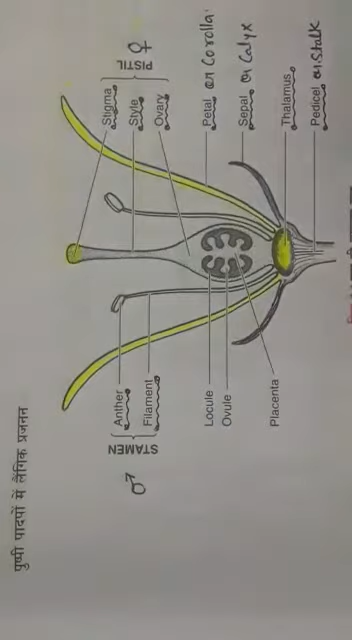 पुष्पी पादपों में लैंगिक प्रजनन
♂
STAMEN
Anther
Filament
Locule
Ovule
Placenta
PISTIL ♀
Stigma
Style
Ovary
Petal or Corolla
Sepal or Calyx
Thalamus
Pedicel or Stalk